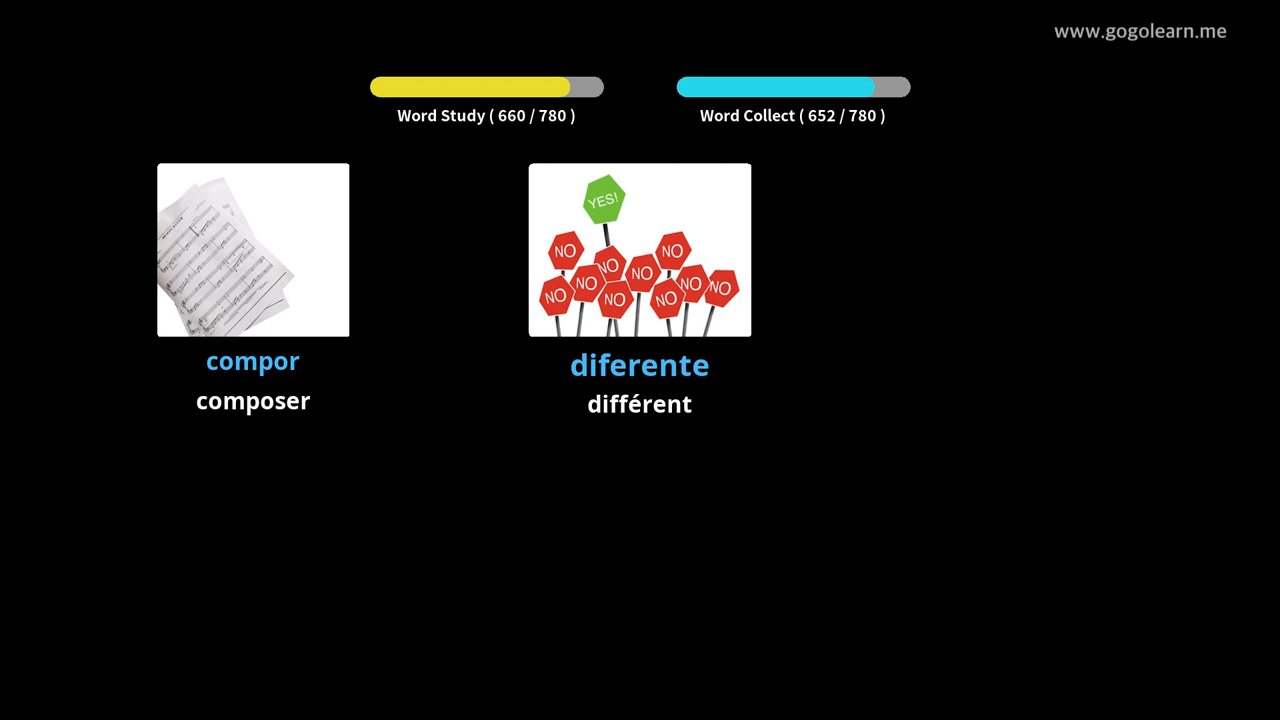 www.gogolearn.me
Word Study ( 660 / 780 )
Word Collect ( 652 / 780 )
YES!
NO
NO
NO
NO
NO
NO
NO
NO
NO
NO
compor
composer
diferente
différent